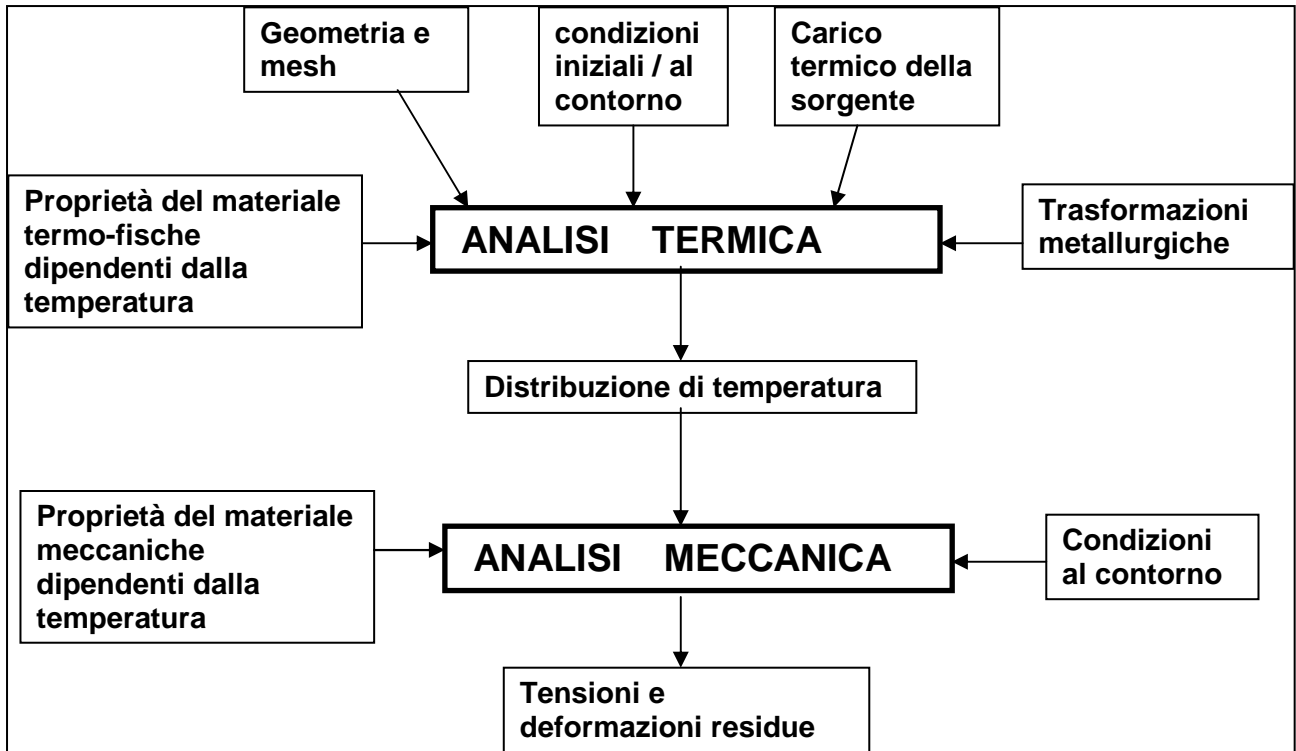 Geometria e
mesh
condizioni
iniziali / al
contorno
Carico
termico della
sorgente
Proprietà del materiale
termo-fische
dipendenti dalla
temperatura
ANALISI TERMICA
Trasformazioni
metallurgiche
Distribuzione di temperatura
Proprietà del materiale
meccaniche
dipendenti dalla
temperatura
ANALISI MECCANICA
Condizioni
al contorno
Tensioni e
deformazioni residue